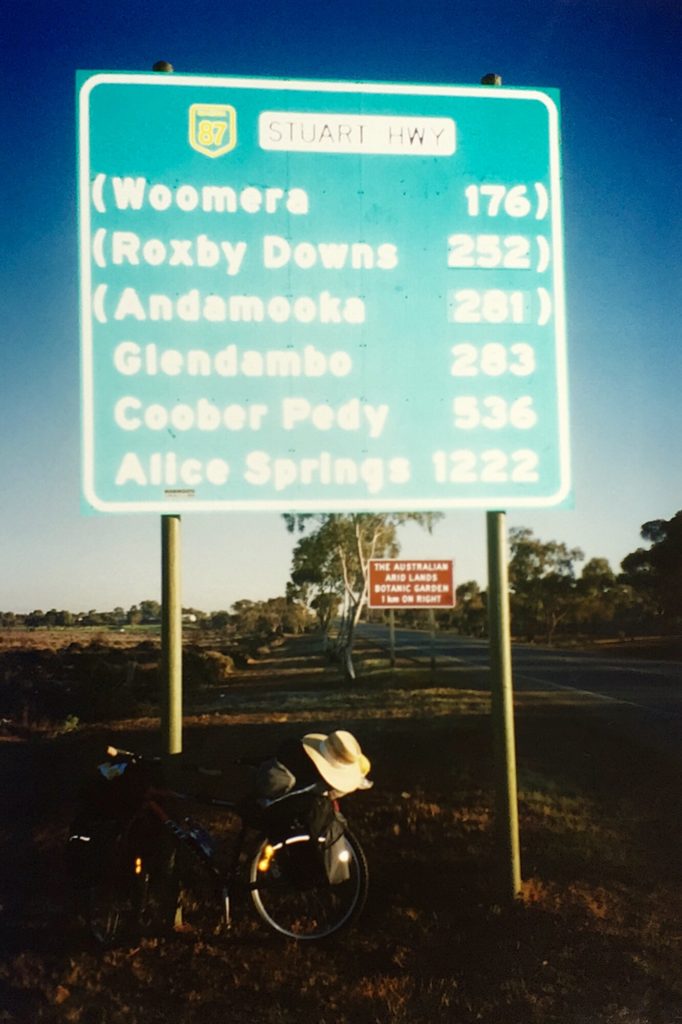 87 STUART HWY
(Woomera 176)
(Roxby Downs 252)
(Andamooka 281)
Glendambo 283
Coober Pedy 536
Alice Springs 1222
THE AUSTRALIAN
ARID LANDS
BOTANIC GARDEN
1 km ON RIGHT